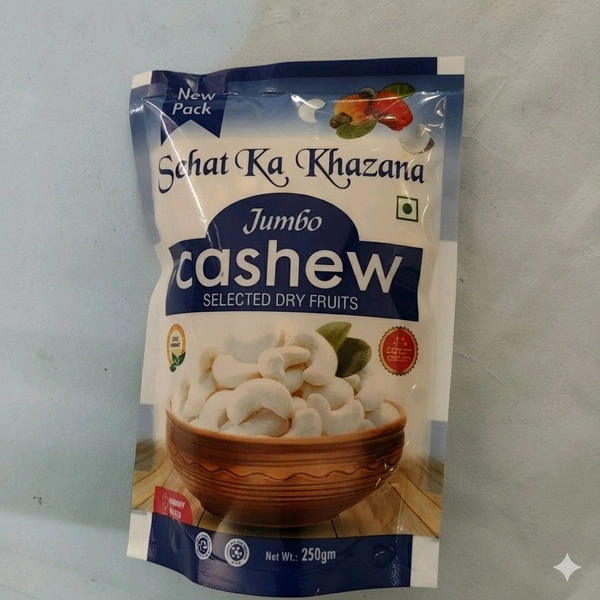 New
Pack
Sehat Ka Khazana
Jumbo
cashew
SELECTED DRY FRUITS
Net Wt.: 250gm